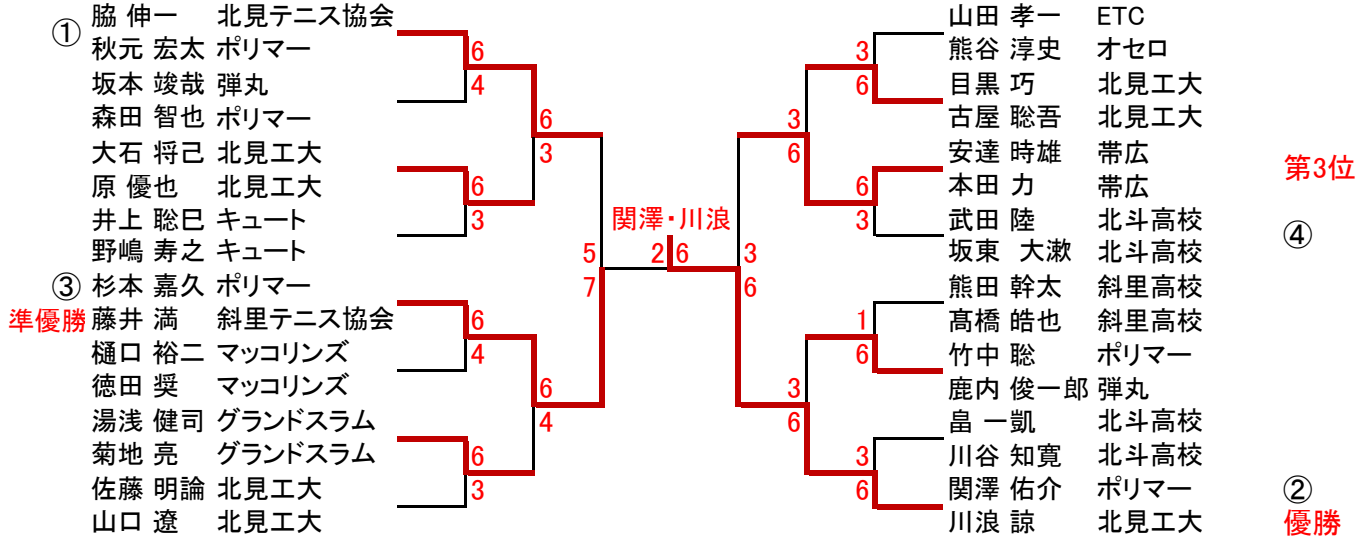 ① 脇 伸一 北見テニス協会
秋元 宏太 ポリマー
6
坂本 竣哉 弾丸
4
森田 智也 ポリマー
6
大石 将己 北見工大
3
原 優也 北見工大
6
井上 聡巳 キュート
3
野嶋 寿之 キュート
5
③ 杉本 嘉久 ポリマー
7
準優勝 藤井 満 斜里テニス協会
6
樋口 裕二 マッコリンズ
4
徳田 奨 マッコリンズ
6
湯浅 健司 グランドスラム
4
菊地 亮 グランドスラム
6
佐藤 明論 北見工大
3
山口 遼 北見工大
関澤・川浪
2 6
山田 孝一 ETC
3
熊谷 淳史 オセロ
6
目黒 巧 北見工大
3
古屋 聡吾 北見工大
6
安達 時雄 帯広
第3位
6
本田 力 帯広
3
武田 陸 北斗高校
④
3
坂東 大漱 北斗高校
6
熊田 幹太 斜里高校
1
髙橋 皓也 斜里高校
6
竹中 聡 ポリマー
3
鹿内 俊一郎 弾丸
6
畠 一凱 北斗高校
3
川谷 知寛 北斗高校
6
関澤 佑介 ポリマー ②
川浪 諒 北見工大 優勝